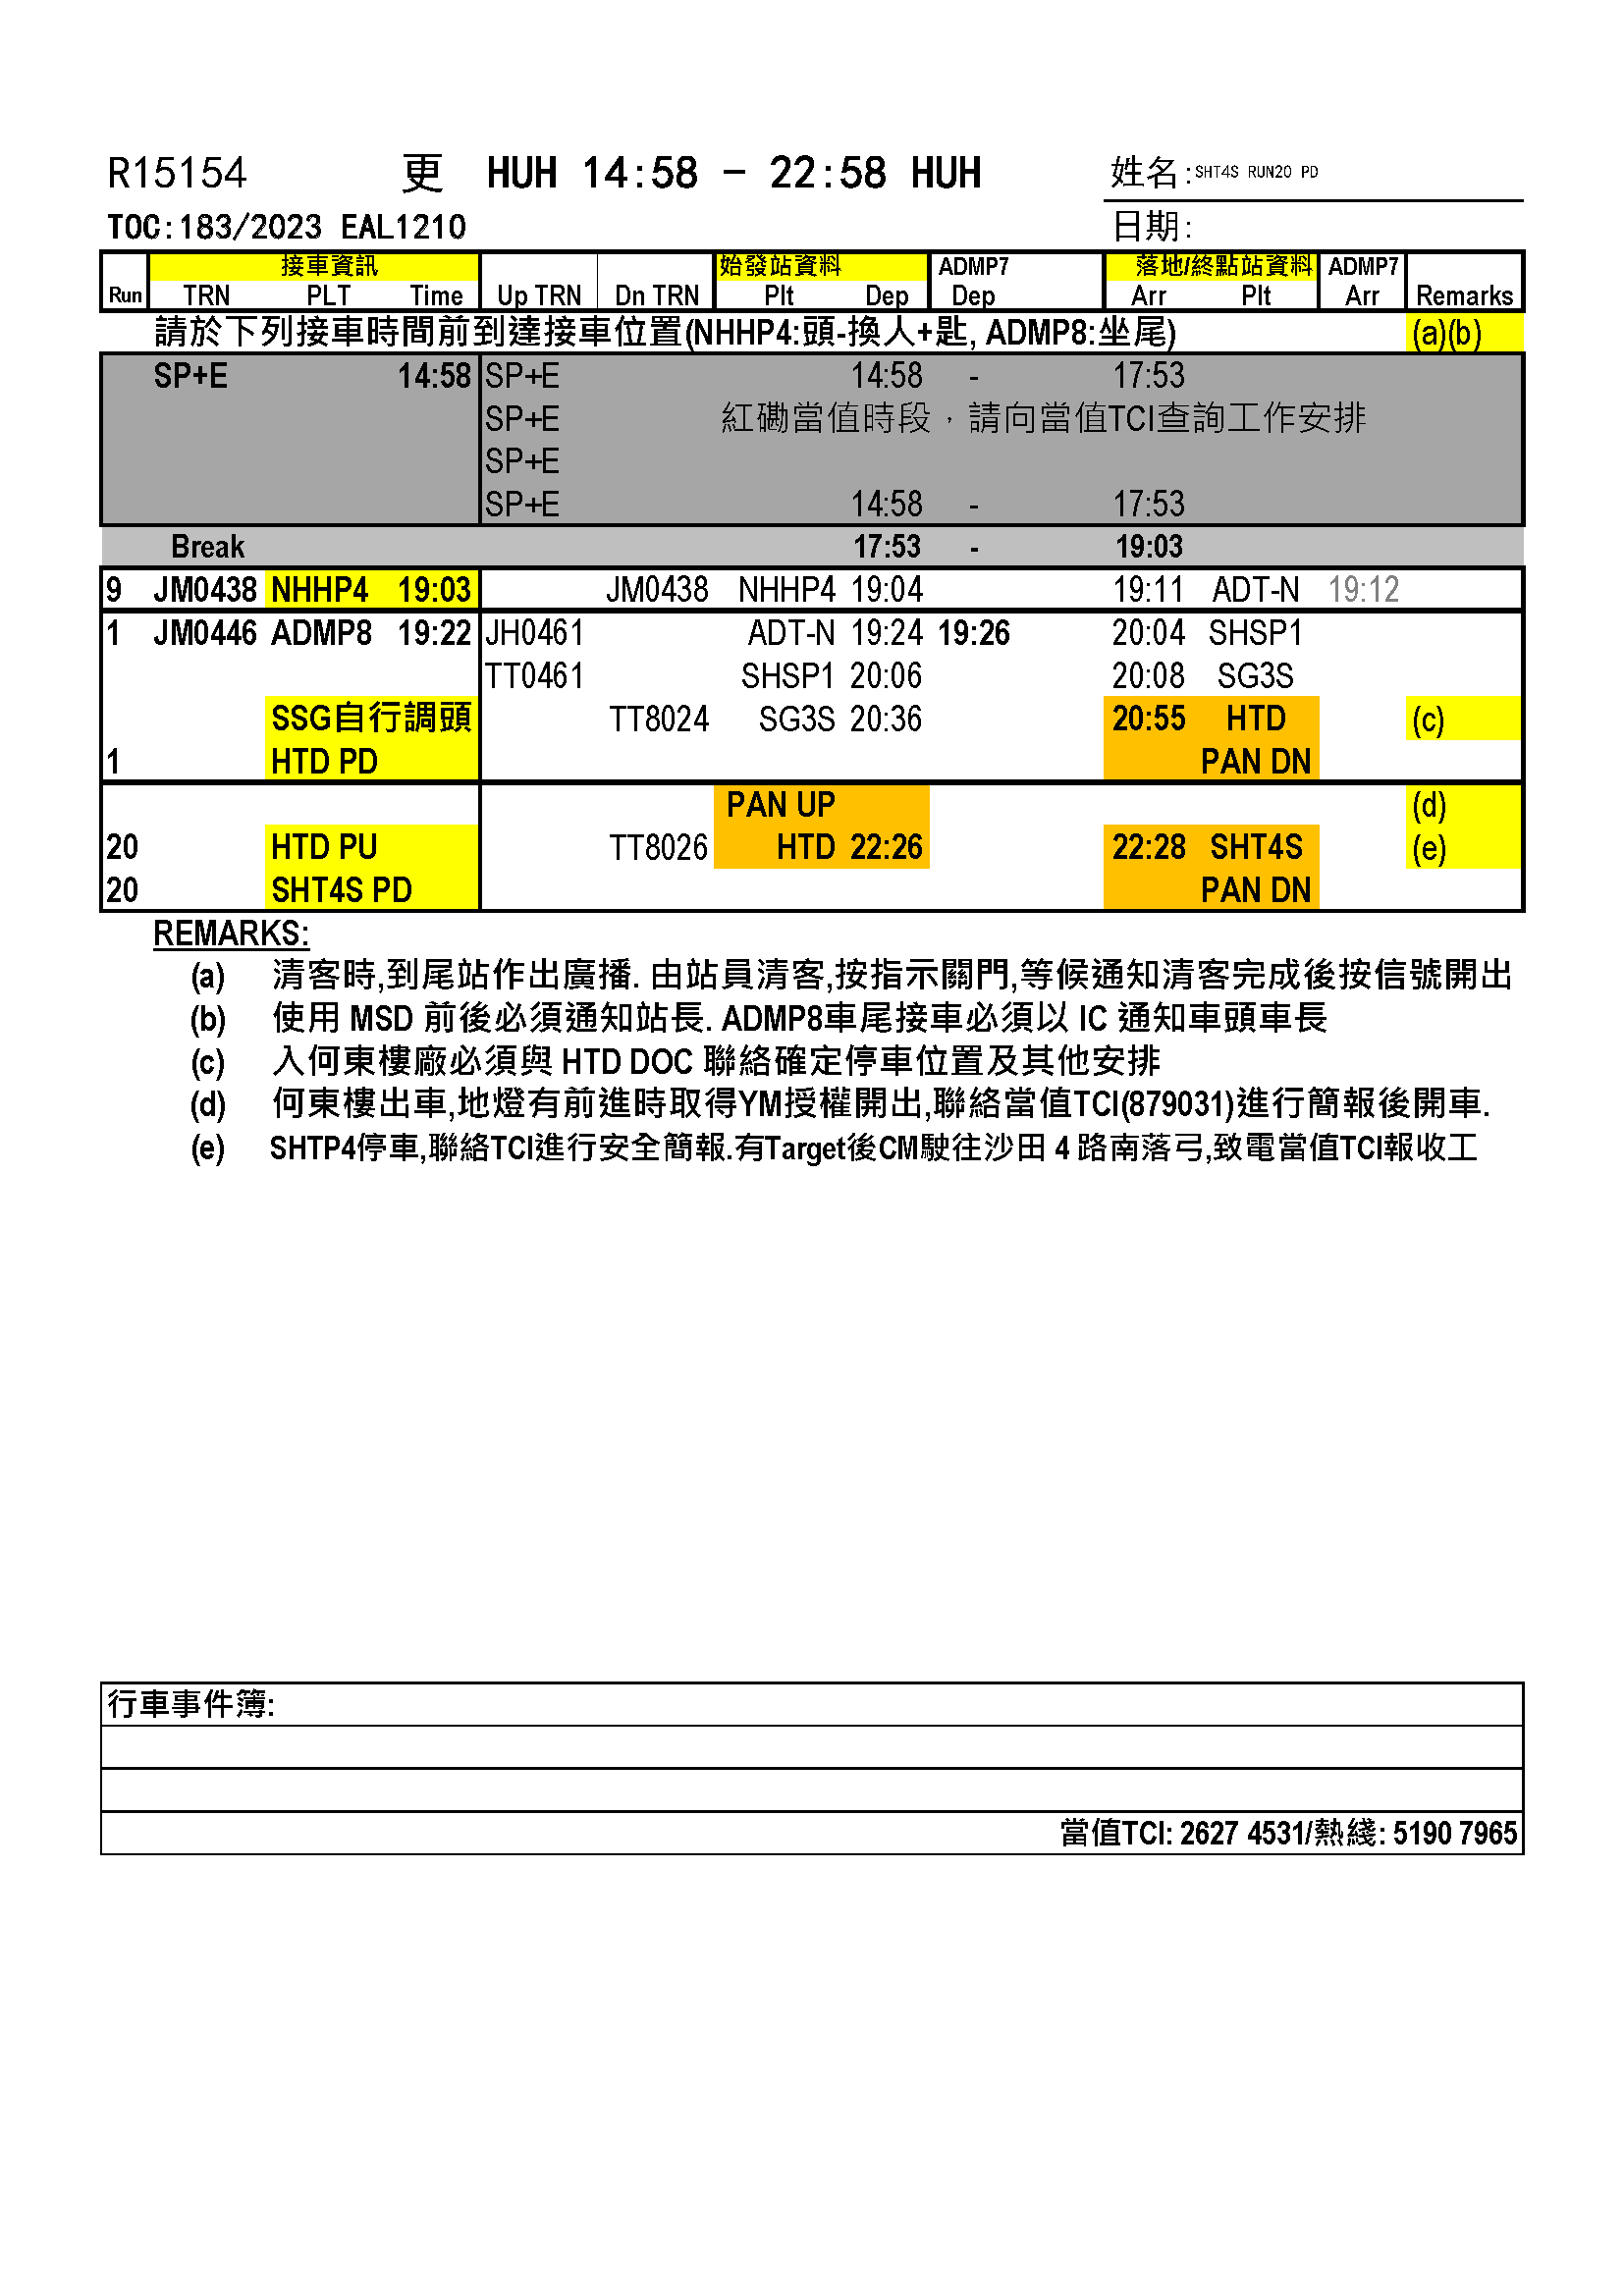 R15154 更 HUH 14:58 - 22:58 HUH 姓名:SHT4S RUN20 PD
TOC:183/2023 EAL1210 日期:
接車資訊 始發站資料 ADMP7 落地/終點站資料 ADMP7
Run TRN PLT Time Up TRN Dn TRN Plt Dep Dep Arr Plt Arr Remarks
請於下列接車時間前到達接車位置(NHHP4:頭-換人+匙, ADMP8:坐尾) (a)(b)
SP+E 14:58 SP+E 14:58 - 17:53
SP+E 紅磡當值時段，請向當值TCI查詢工作安排
SP+E
SP+E 14:58 - 17:53
Break 17:53 - 19:03
9 JM0438 NHHP4 19:03 JM0438 NHHP4 19:04 19:11 ADT-N 19:12
1 JM0446 ADMP8 19:22 JH0461 ADT-N 19:24 19:26 20:04 SHSP1
TT0461 SHSP1 20:06 20:08 SG3S
SSG自行調頭 TT8024 SG3S 20:36 20:55 HTD (c)
1 HTD PD PAN DN
PAN UP (d)
20 HTD PU TT8026 HTD 22:26 22:28 SHT4S (e)
20 SHT4S PD PAN DN
REMARKS:
(a) 清客時,到尾站作出廣播. 由站員清客,按指示關門,等候通知清客完成後按信號開出
(b) 使用 MSD 前後必須通知站長. ADMP8車尾接車必須以 IC 通知車頭車長
(c) 入何東樓廠必須與 HTD DOC 聯絡確定停車位置及其他安排
(d) 何東樓出車,地燈有前進時取得YM授權開出,聯絡當值TCI(879031)進行簡報後開車.
(e) SHTP4停車,聯絡TCI進行安全簡報.有Target後CM駛往沙田 4 路南落弓,致電當值TCI報收工
行車事件簿:
當值TCI: 2627 4531/熱綫: 5190 7965